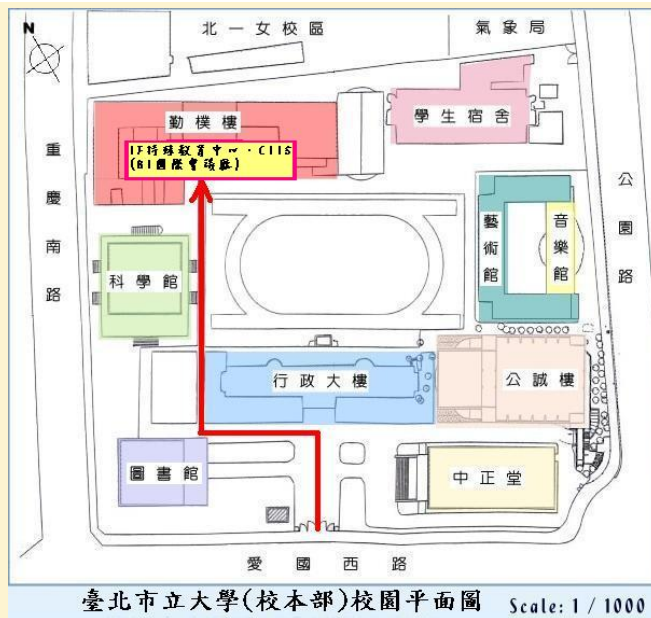 N
北一女校區
氣象局
勤樸樓
1F特殊教育中心・C115
(B1國際會議廳)
學生宿舍
重慶南路
公園路
藝術館
音樂館
科學館
行政大樓
公誠樓
圖書館
中正堂
愛國西路
臺北市立大學(校本部)校園平面圖 Scale: 1 / 1000